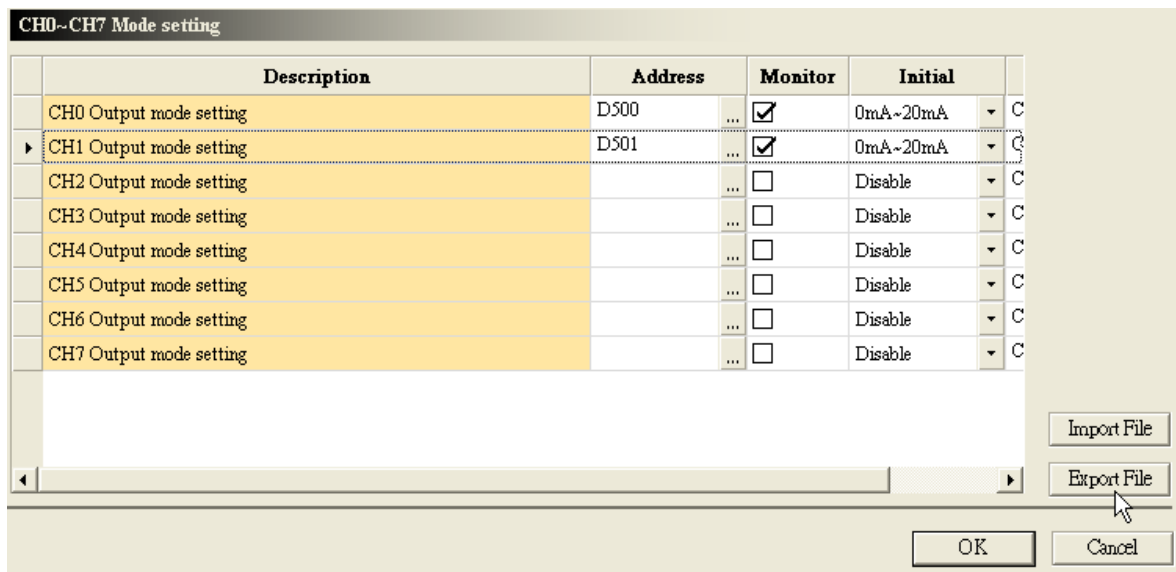 CH0~CH7 Mode setting
Description Address Monitor Initial
CH0 Output mode setting D500 ... 0mA~20mA C
CH1 Output mode setting D501 ... 0mA~20mA C
CH2 Output mode setting ... Disable C
CH3 Output mode setting ... Disable C
CH4 Output mode setting ... Disable C
CH5 Output mode setting ... Disable C
CH6 Output mode setting ... Disable C
CH7 Output mode setting ... Disable C
Import File
Export File
OK Cancel